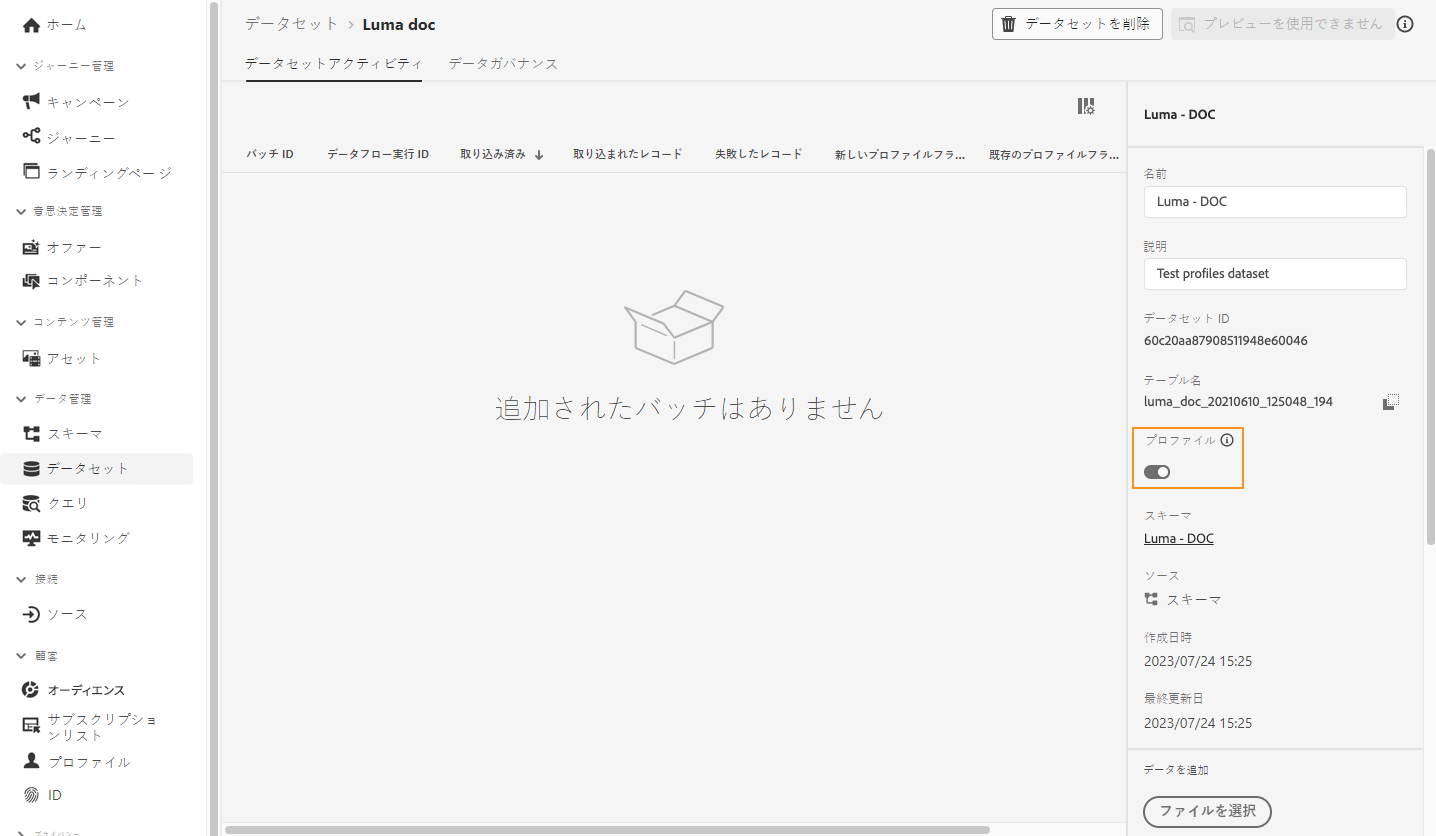 ホーム
ジャーニー管理
キャンペーン
ジャーニー
ランディングページ
意思決定管理
オファー
コンポーネント
コンテンツ管理
アセット
データ管理
スキーマ
データセット
クエリ
モニタリング
接続
ソース
顧客
オーディエンス
サブスクリプショ
ンリスト
プロファイル
ID
プライバシー
データセット > Luma doc
データセットを削除
プレビューを使用できません
データセットアクティビティ データガバナンス
バッチ ID データフロー実行 ID 取り込み済み ↓ 取り込まれたレコード 失敗したレコード 新しいプロファイルフラ... 既存のプロファイルフラ...
追加されたバッチはありません
Luma - DOC
名前
Luma - DOC
説明
Test profiles dataset
データセット ID
60c20aa87908511948e60046
テーブル名
luma_doc_20210610_125048_194
プロファイル
スキーマ
Luma - DOC
ソース
スキーマ
作成日時
2023/07/24 15:25
最終更新日
2023/07/24 15:25
データを追加
ファイルを選択